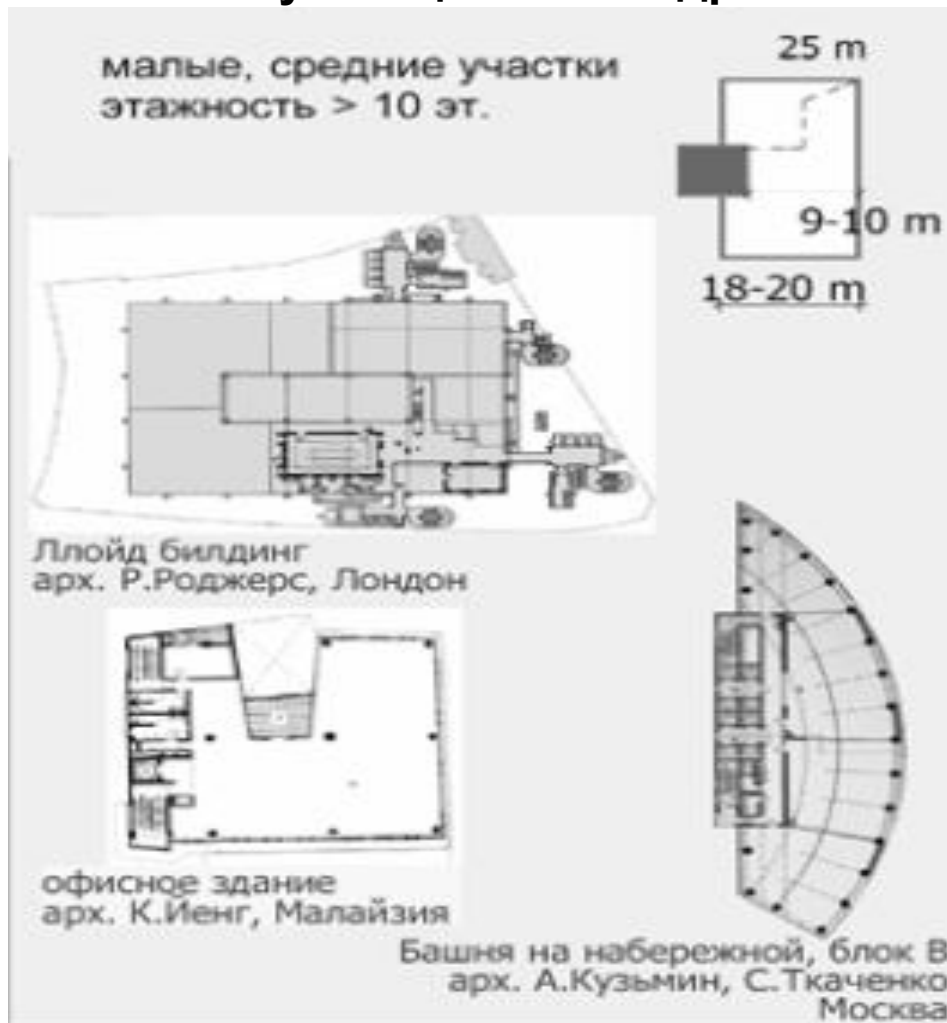 малые, средние участки
этажность > 10 эт.
25 m
9-10 m
18-20 m
Ллойд билдинг
арх. Р.Роджерс, Лондон
офисное здание
арх. К.Йенг, Малайзия
Башня на набережной, блок В
арх. А.Кузьмин, С.Ткаченко
Москва